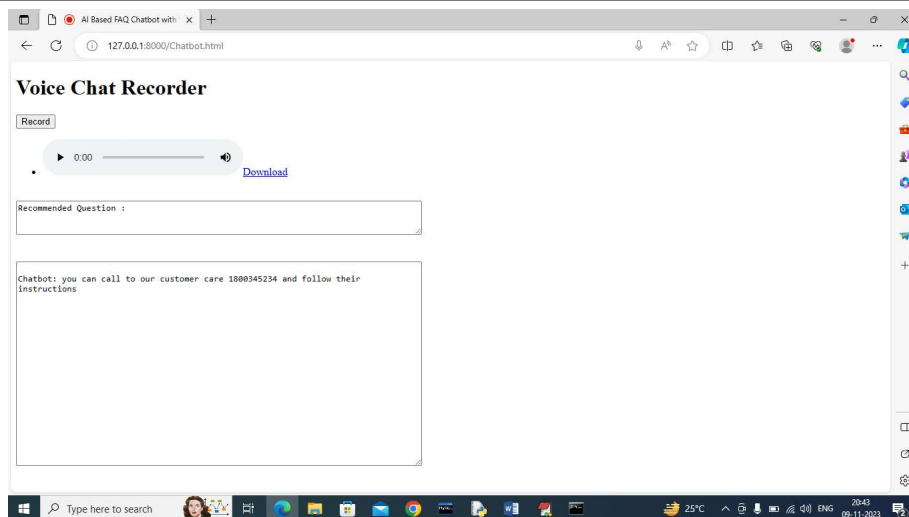 AI Based FAQ Chatbot with
127.0.0.1:8000/Chatbot.html
Voice Chat Recorder
Record
0:00
Download
Recommended Question :
Chatbot: you can call to our customer care 1800345234 and follow their
instructions
Type here to search
25°C
ENG
20:43
09-11-2023